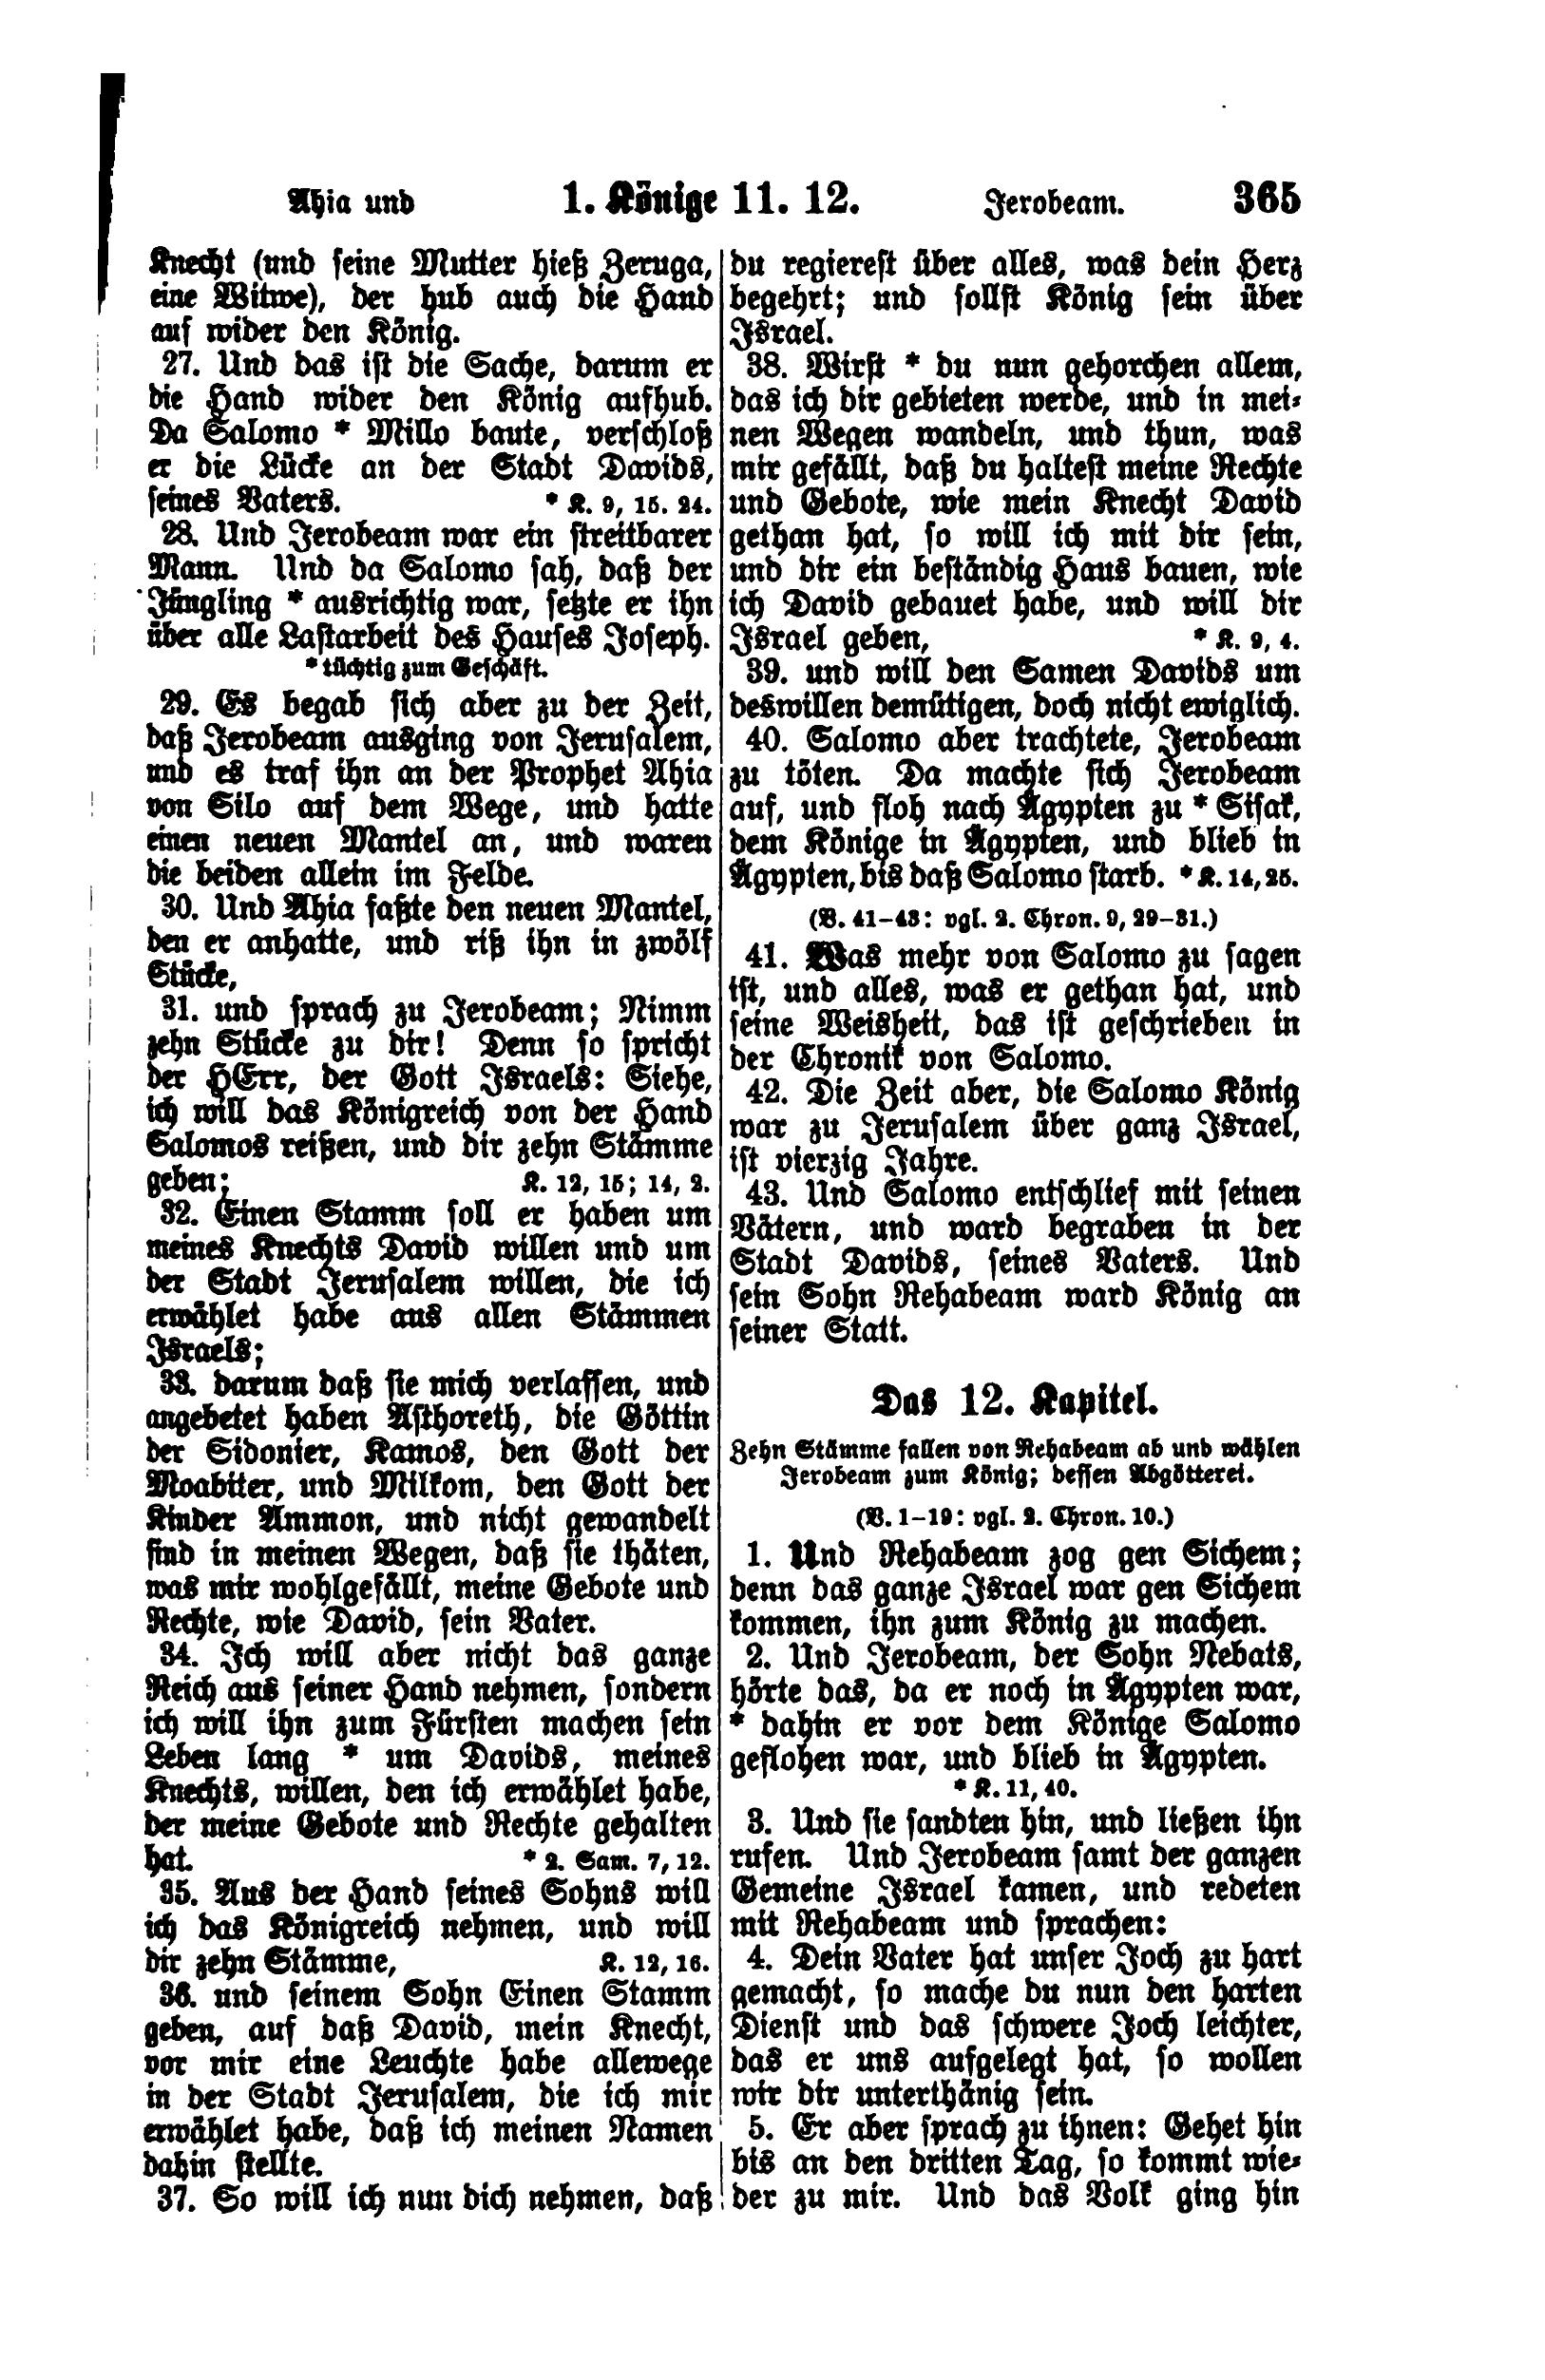 Ahia und 1. Könige 11. 12. Jerobeam. 365
Knecht (und seine Mutter hieß Zeruga,
eine Witwe), der hub auch die Hand
auf wider den König.
27. Und das ist die Sache, darum er
die Hand wider den König aufhub.
Da Salomo * Millo baute, verschloß
er die Lücke an der Stadt Davids,
seines Vaters. * K. 9, 15. 24.
28. Und Jerobeam war ein streitbarer
Mann. Und da Salomo sah, daß der
Jüngling * ausrichtig war, setzte er ihn
über alle Lastarbeit des Hauses Joseph.
* tüchtig zum Geschäft.
29. Es begab sich aber zu der Zeit,
daß Jerobeam ausging von Jerusalem,
und es traf ihn an der Prophet Ahia
von Silo auf dem Wege, und hatte
einen neuen Mantel an, und waren
die beiden allein im Felde.
30. Und Ahia faßte den neuen Mantel,
den er anhatte, und riß ihn in zwölf
Stücke,
31. und sprach zu Jerobeam; Nimm
zehn Stücke zu dir! Denn so spricht
der HErr, der Gott Israels: Siehe,
ich will das Königreich von der Hand
Salomos reißen, und dir zehn Stämme
geben; K. 12, 15; 14, 2.
32. Einen Stamm soll er haben um
meines Knechts David willen und um
der Stadt Jerusalem willen, die ich
erwählet habe aus allen Stämmen
Israels;
33. darum daß sie mich verlassen, und
angebetet haben Asthoreth, die Göttin
der Sidonier, Kamos, den Gott der
Moabiter, und Milkom, den Gott der
Kinder Ammon, und nicht gewandelt
sind in meinen Wegen, daß sie thäten,
was mir wohlgefällt, meine Gebote und
Rechte, wie David, sein Vater.
34. Ich will aber nicht das ganze
Reich aus seiner Hand nehmen, sondern
ich will ihn zum Fürsten machen sein
Leben lang * um Davids, meines
Knechts, willen, den ich erwählet habe,
der meine Gebote und Rechte gehalten
hat. * 2. Sam. 7, 12.
35. Aus der Hand seines Sohns will
ich das Königreich nehmen, und will
dir zehn Stämme, K. 12, 16.
36. und seinem Sohn Einen Stamm
geben, auf daß David, mein Knecht,
vor mir eine Leuchte habe allewege
in der Stadt Jerusalem, die ich mir
erwählet habe, daß ich meinen Namen
dahin stellte.
37. So will ich nun dich nehmen, daß
du regierest über alles, was dein Herz
begehrt; und sollst König sein über
Israel.
38. Wirst * du nun gehorchen allem,
das ich dir gebieten werde, und in mei-
nen Wegen wandeln, und thun, was
mir gefällt, daß du haltest meine Rechte
und Gebote, wie mein Knecht David
gethan hat, so will ich mit dir sein,
und dir ein beständig Haus bauen, wie
ich David gebauet habe, und will dir
Israel geben, * K. 9, 4.
39. und will den Samen Davids um
deswillen demütigen, doch nicht ewiglich.
40. Salomo aber trachtete, Jerobeam
zu töten. Da machte sich Jerobeam
auf, und floh nach Ägypten zu * Sisak,
dem Könige in Ägypten, und blieb in
Ägypten, bis daß Salomo starb. * K. 14, 25.
(V. 41–43: vgl. 2. Chron. 9, 29–31.)
41. Was mehr von Salomo zu sagen
ist, und alles, was er gethan hat, und
seine Weisheit, das ist geschrieben in
der Chronik von Salomo.
42. Die Zeit aber, die Salomo König
war zu Jerusalem über ganz Israel,
ist vierzig Jahre.
43. Und Salomo entschlief mit seinen
Vätern, und ward begraben in der
Stadt Davids, seines Vaters. Und
sein Sohn Rehabeam ward König an
seiner Statt.
Das 12. Kapitel.
Zehn Stämme fallen von Rehabeam ab und wählen
Jerobeam zum König; dessen Abgötterei.
(V. 1–19: vgl. 2. Chron. 10.)
1. Und Rehabeam zog gen Sichem;
denn das ganze Israel war gen Sichem
kommen, ihn zum König zu machen.
2. Und Jerobeam, der Sohn Nebats,
hörte das, da er noch in Ägypten war,
* dahin er vor dem Könige Salomo
geflohen war, und blieb in Ägypten.
* K. 11, 40.
3. Und sie sandten hin, und ließen ihn
rufen. Und Jerobeam samt der ganzen
Gemeine Israel kamen, und redeten
mit Rehabeam und sprachen:
4. Dein Vater hat unser Joch zu hart
gemacht, so mache du nun den harten
Dienst und das schwere Joch leichter,
das er uns aufgelegt hat, so wollen
wir dir unterthänig sein.
5. Er aber sprach zu ihnen: Gehet hin
bis an den dritten Tag, so kommt wie-
der zu mir. Und das Volk ging hin